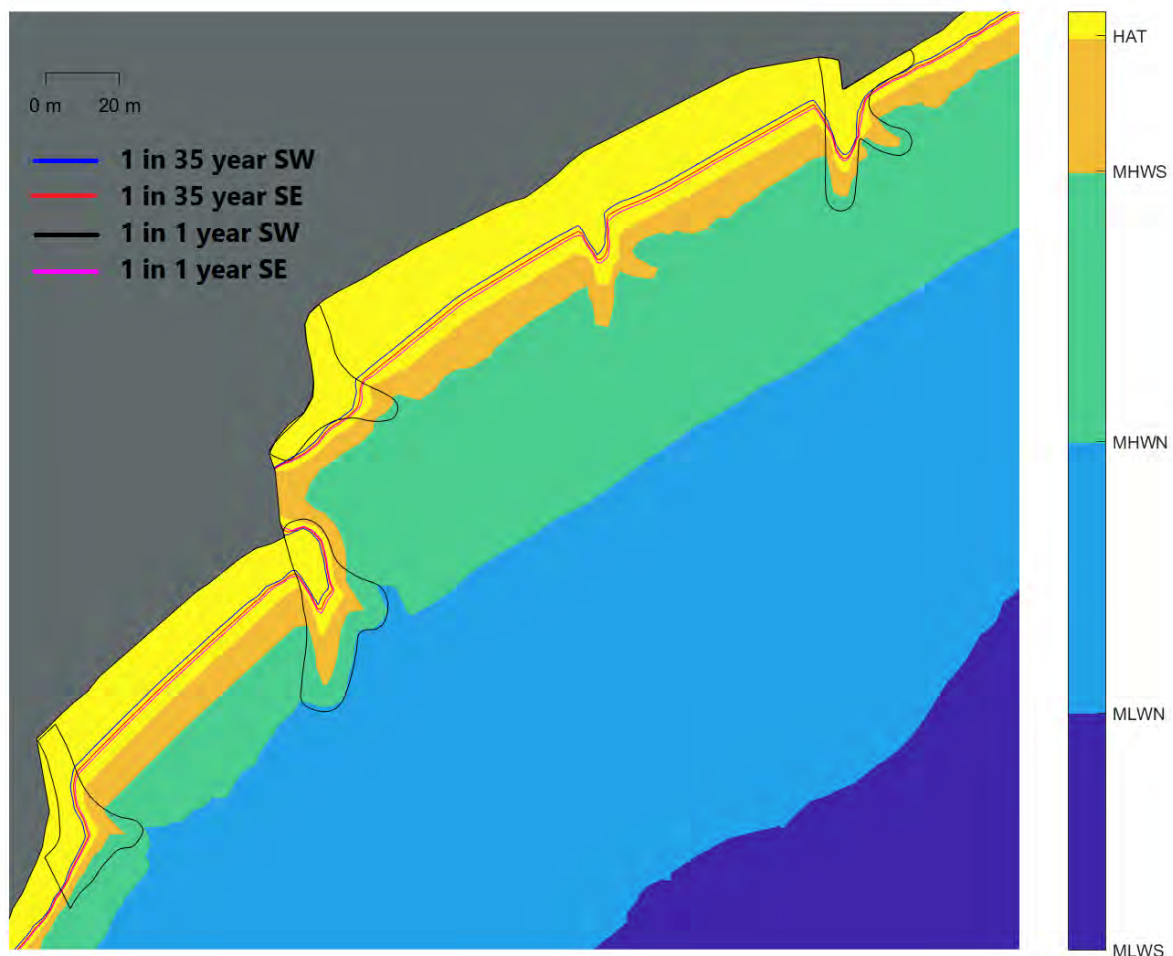 0 m 20 m
1 in 35 year SW
1 in 35 year SE
1 in 1 year SW
1 in 1 year SE
HAT
MHWS
MHWN
MLWN
MLWS